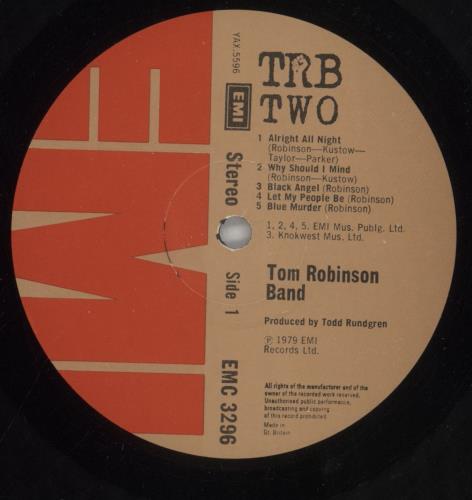 TRB
TWO
1 Alright All Night
(Robinson—Kustow—
Taylor—Parker)
2 Why Should I Mind
(Robinson—Kustow)
3 Black Angel (Robinson)
4 Let My People Be (Robinson)
5 Blue Murder (Robinson)
1, 2, 4, 5. EMI Mus. Publg. Ltd.
3. Knokwest Mus. Ltd.
Tom Robinson
Band
Produced by Todd Rundgren
℗ 1979 EMI
Records Ltd.
All rights of the manufacturer and of the
owner of the recorded work reserved.
Unauthorised public performance,
broadcasting and copying
of this record prohibited.
Made in
Gt. Britain
YAX.5596
EMI
Stereo
Side 1
EMC 3296
EMI